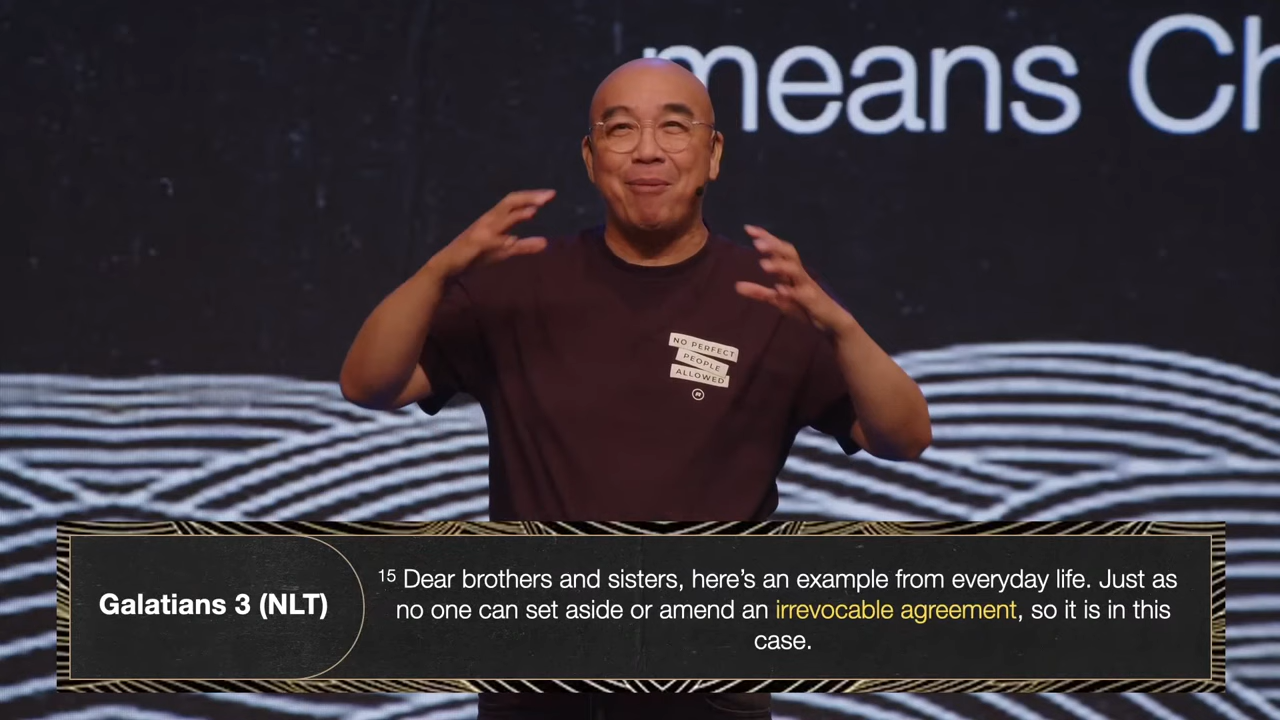 means Ch
NO PERFECT
PEOPLE
ALLOWED
Galatians 3 (NLT)
15 Dear brothers and sisters, here’s an example from everyday life. Just as
no one can set aside or amend an irrevocable agreement, so it is in this
case.